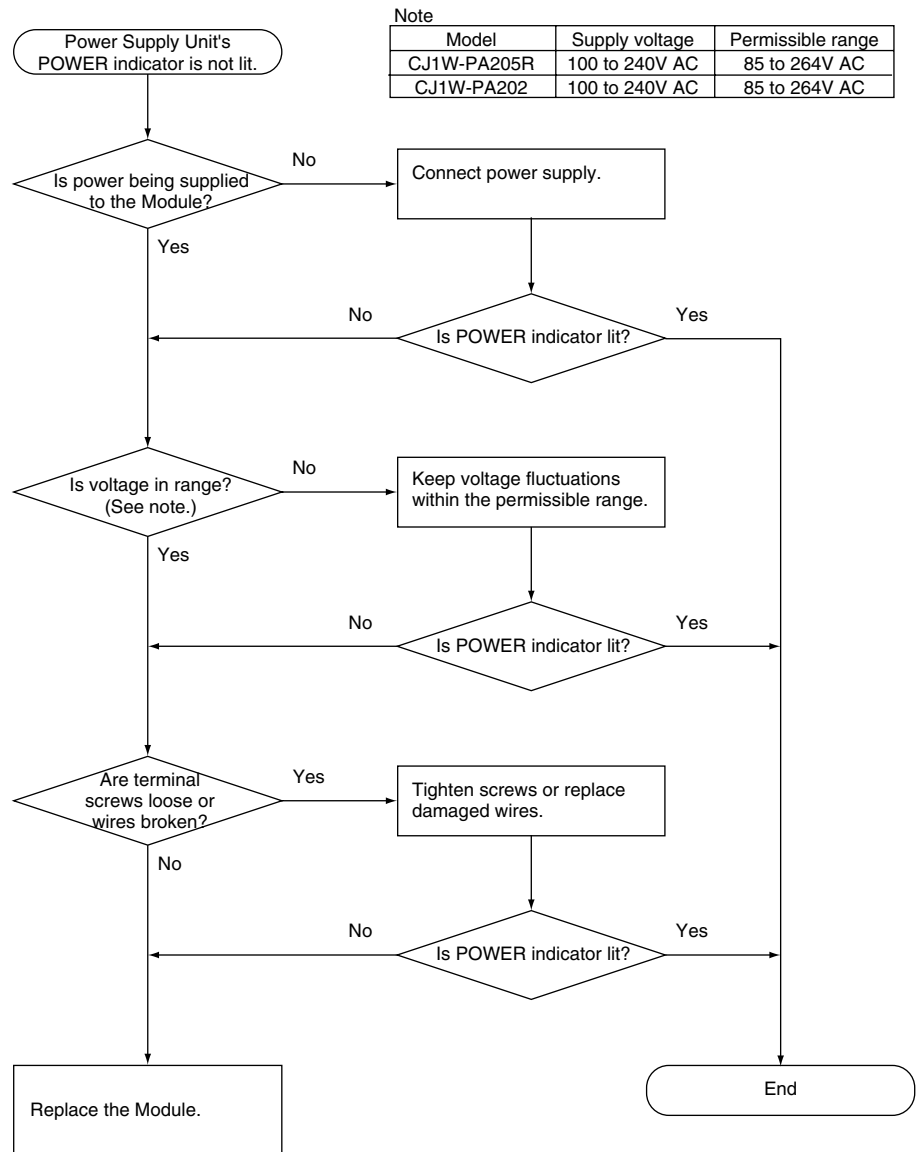 Note
Model Supply voltage Permissible range
CJ1W-PA205R 100 to 240V AC 85 to 264V AC
CJ1W-PA202 100 to 240V AC 85 to 264V AC
Power Supply Unit's
POWER indicator is not lit.
Is power being supplied
to the Module?
No
Connect power supply.
Yes
Is POWER indicator lit?
No
Yes
Is voltage in range?
(See note.)
No
Keep voltage fluctuations
within the permissible range.
Yes
Is POWER indicator lit?
No
Yes
Are terminal
screws loose or
wires broken?
Yes
Tighten screws or replace
damaged wires.
No
Is POWER indicator lit?
No
Yes
Replace the Module.
End